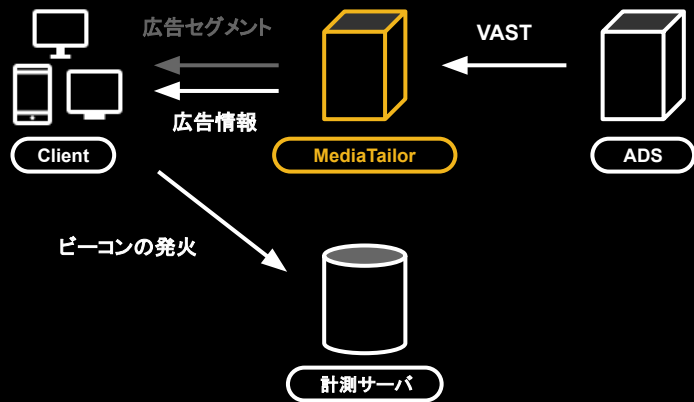 広告セグメント
VAST
広告情報
Client
MediaTailor
ADS
ビーコンの発火
計測サーバ